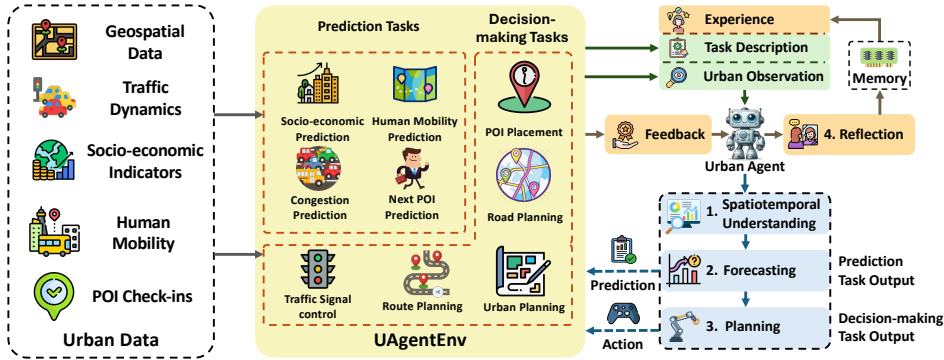 Geospatial
Data
Traffic
Dynamics
Socio-economic
Indicators
Human
Mobility
POI Check-ins
Urban Data
Prediction Tasks
Decision-
making Tasks
Socio-economic
Prediction
Human Mobility
Prediction
Congestion
Prediction
Next POI
Prediction
POI Placement
Road Planning
Traffic Signal
control
Route Planning
Urban Planning
UAgentEnv
Experience
Task Description
Urban Observation
Memory
Feedback
Urban Agent
4. Reflection
1. Spatiotemporal
Understanding
2. Forecasting
3. Planning
Prediction
Action
Prediction
Task Output
Decision-making
Task Output